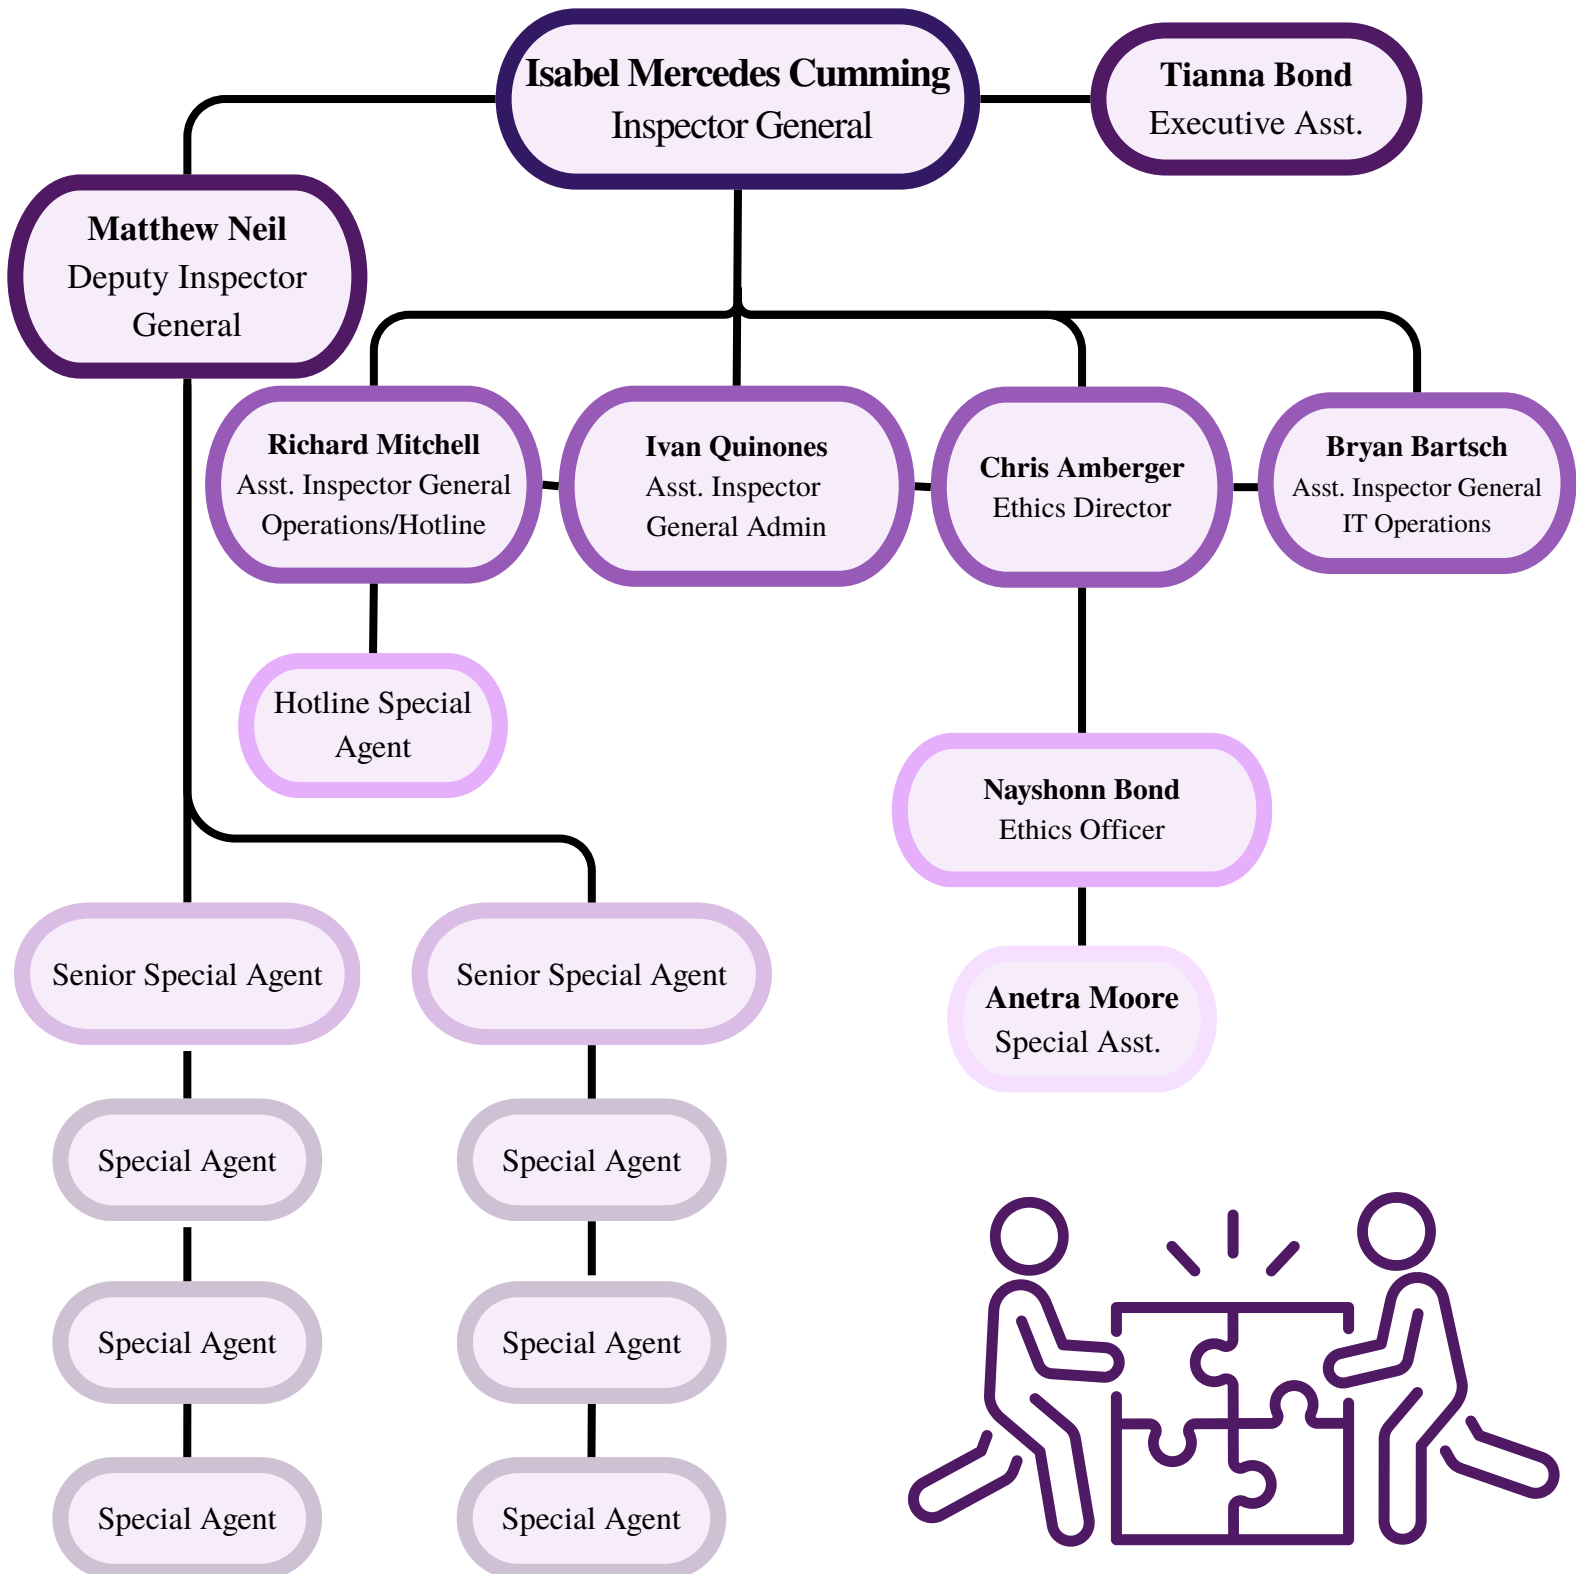 Isabel Mercedes Cumming
Inspector General
Tianna Bond
Executive Asst.
Matthew Neil
Deputy Inspector
General
Richard Mitchell
Asst. Inspector General
Operations/Hotline
Ivan Quinones
Asst. Inspector
General Admin
Chris Amberger
Ethics Director
Bryan Bartsch
Asst. Inspector General
IT Operations
Hotline Special
Agent
Nayshonn Bond
Ethics Officer
Anetra Moore
Special Asst.
Senior Special Agent
Senior Special Agent
Special Agent
Special Agent
Special Agent
Special Agent
Special Agent
Special Agent